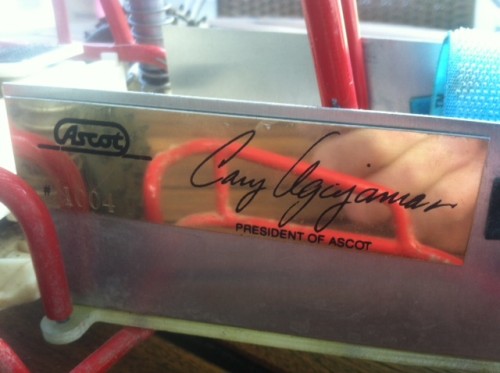 Ascot
Cary Agajanian
1004
PRESIDENT OF ASCOT